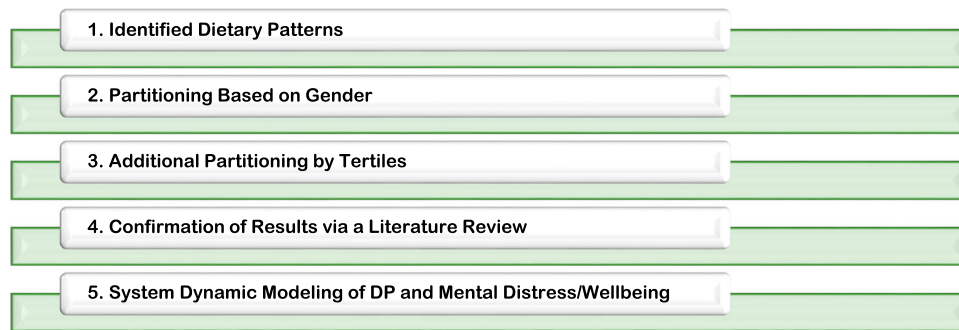 1. Identified Dietary Patterns
2. Partitioning Based on Gender
3. Additional Partitioning by Tertiles
4. Confirmation of Results via a Literature Review
5. System Dynamic Modeling of DP and Mental Distress/Wellbeing